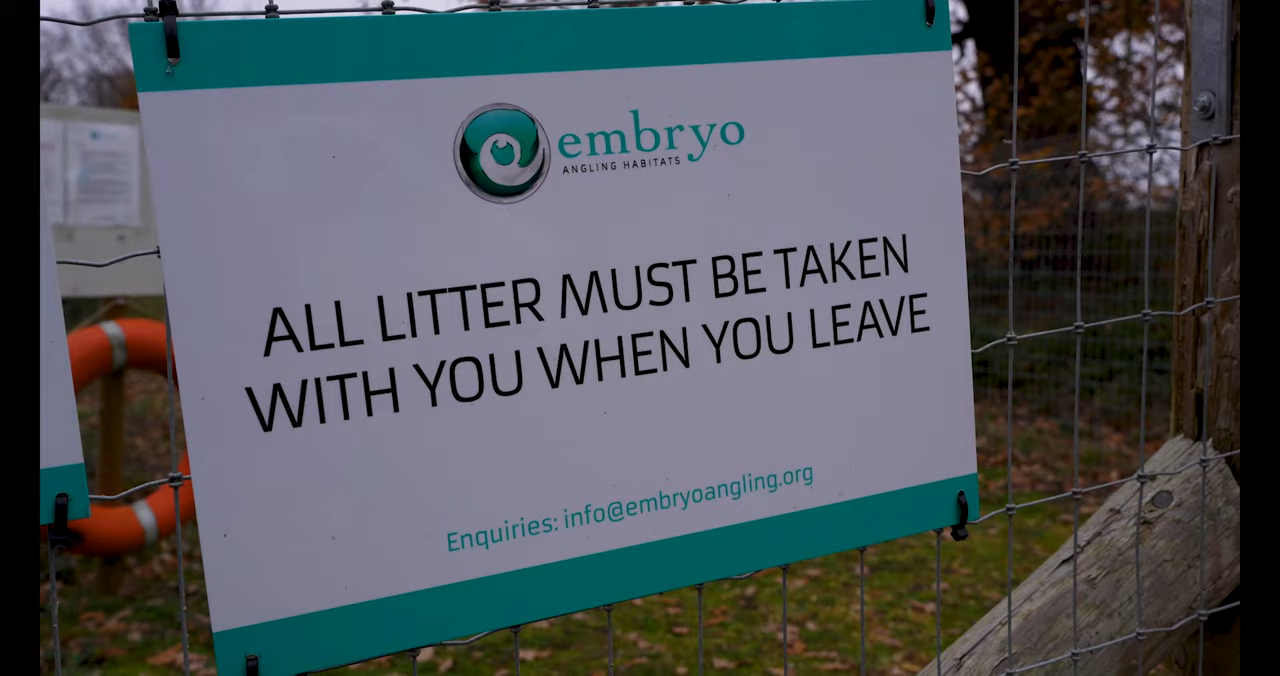 embryo
ANGLING HABITATS
ALL LITTER MUST BE TAKEN
WITH YOU WHEN YOU LEAVE
Enquiries: info@embryoangling.org